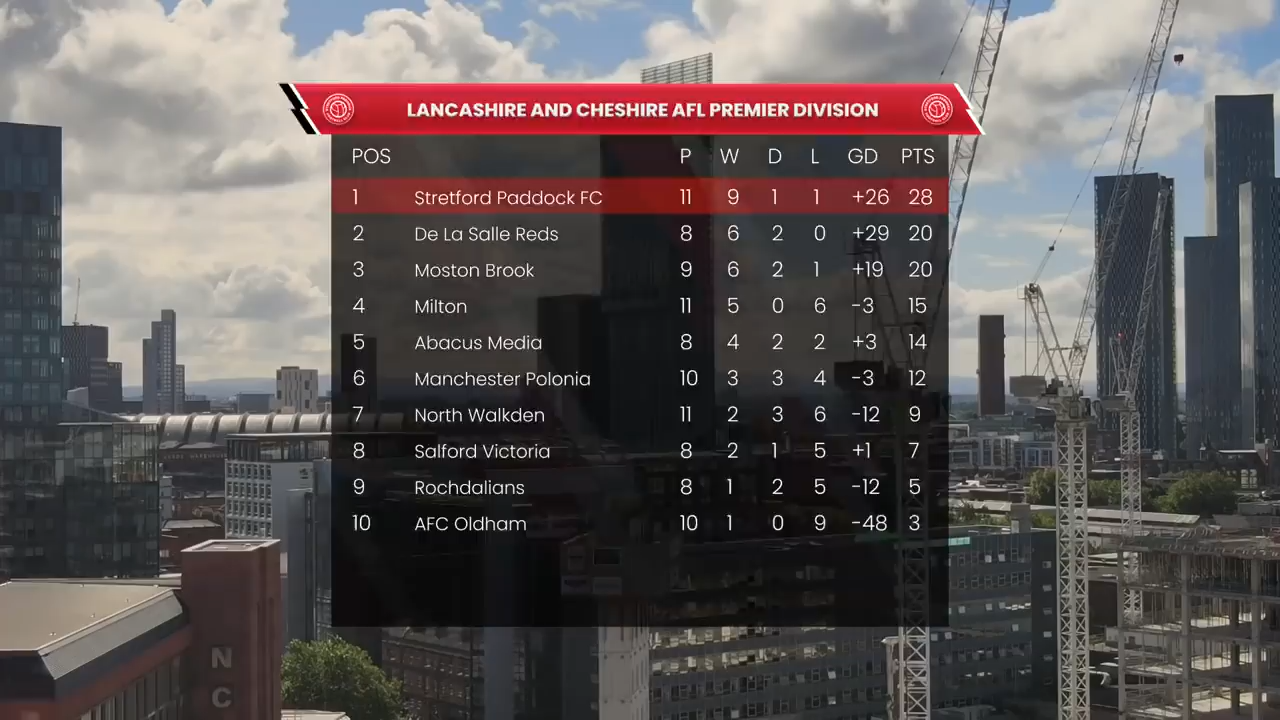 LANCASHIRE AND CHESHIRE AFL PREMIER DIVISION
POS P W D L GD PTS
1 Stretford Paddock FC 11 9 1 1 +26 28
2 De La Salle Reds 8 6 2 0 +29 20
3 Moston Brook 9 6 2 1 +19 20
4 Milton 11 5 0 6 -3 15
5 Abacus Media 8 4 2 2 +3 14
6 Manchester Polonia 10 3 3 4 -3 12
7 North Walkden 11 2 3 6 -12 9
8 Salford Victoria 8 2 1 5 +1 7
9 Rochdalians 8 1 2 5 -12 5
10 AFC Oldham 10 1 0 9 -48 3
N
C